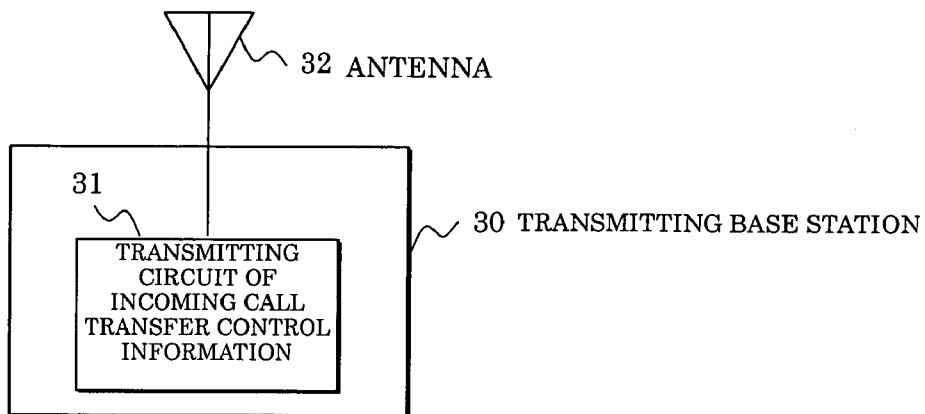 32 ANTENNA
31
30 TRANSMITTING BASE STATION
TRANSMITTING
CIRCUIT OF
INCOMING CALL
TRANSFER CONTROL
INFORMATION